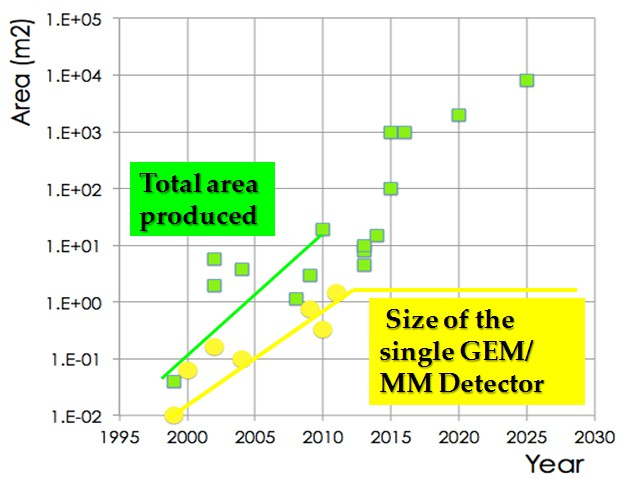 Area (m2)
1.E+05
1.E+04
1.E+03
1.E+02
1.E+01
1.E+00
1.E-01
1.E-02
Total area
produced
Size of the
single GEM/
MM Detector
1995 2000 2005 2010 2015 2020 2025 2030
Year